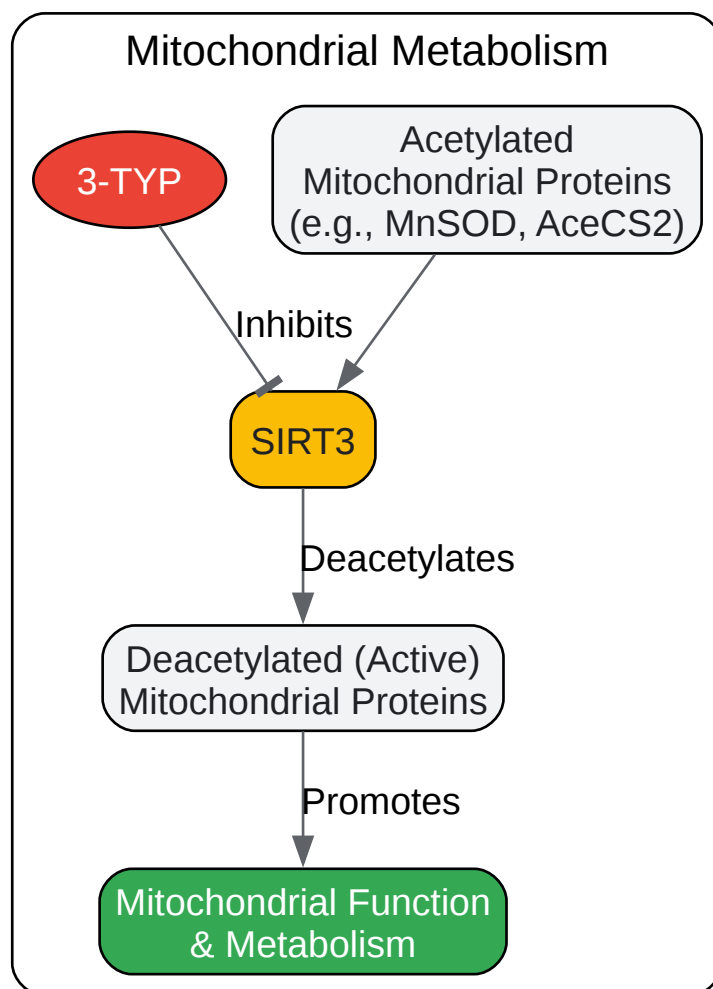 Mitochondrial Metabolism
3-TYP
Acetylated
Mitochondrial Proteins
(e.g., MnSOD, AceCS2)
Inhibits
SIRT3
Deacetylates
Deacetylated (Active)
Mitochondrial Proteins
Promotes
Mitochondrial Function
& Metabolism